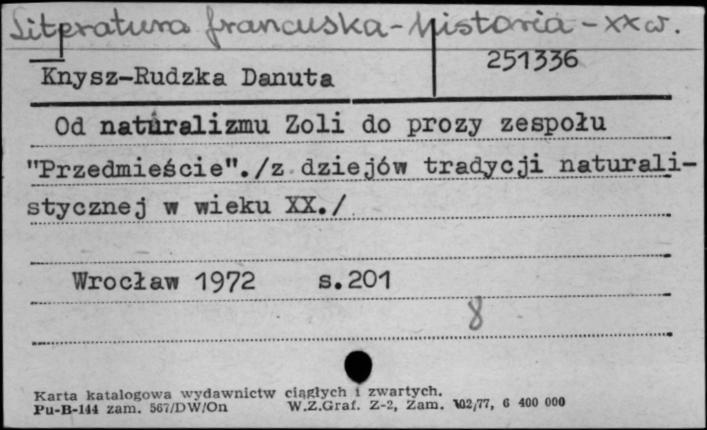 Literatura francuska - historia - XX w.
251336
Knysz-Rudzka Danuta
Od naturalizmu Zoli do prozy zespołu
"Przedmieście"./z dziejów tradycji naturali-
stycznej w wieku XX./
Wrocław 1972 s.201
8
Karta katalogowa wydawnictw ciągłych i zwartych.
Pu-B-144 zam. 567/DW/On W.Z.Graf. Z-2, Zam. 102/77, 6 400 000